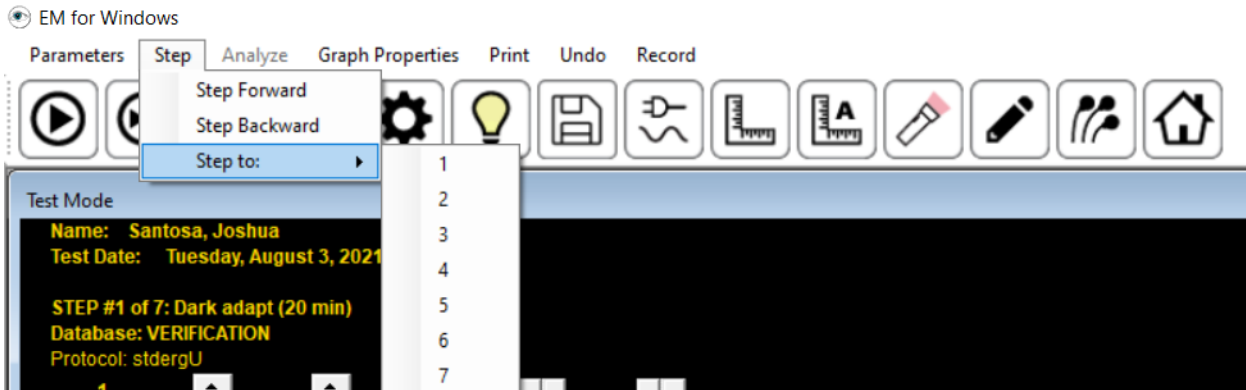 EM for Windows
Parameters Step Analyze Graph Properties Print Undo Record
Step Forward
Step Backward
Step to:
1
2
3
4
5
6
7
A
Test Mode
Name: Santosa, Joshua
Test Date: Tuesday, August 3, 2021
STEP #1 of 7: Dark adapt (20 min)
Database: VERIFICATION
Protocol: stdergU
1